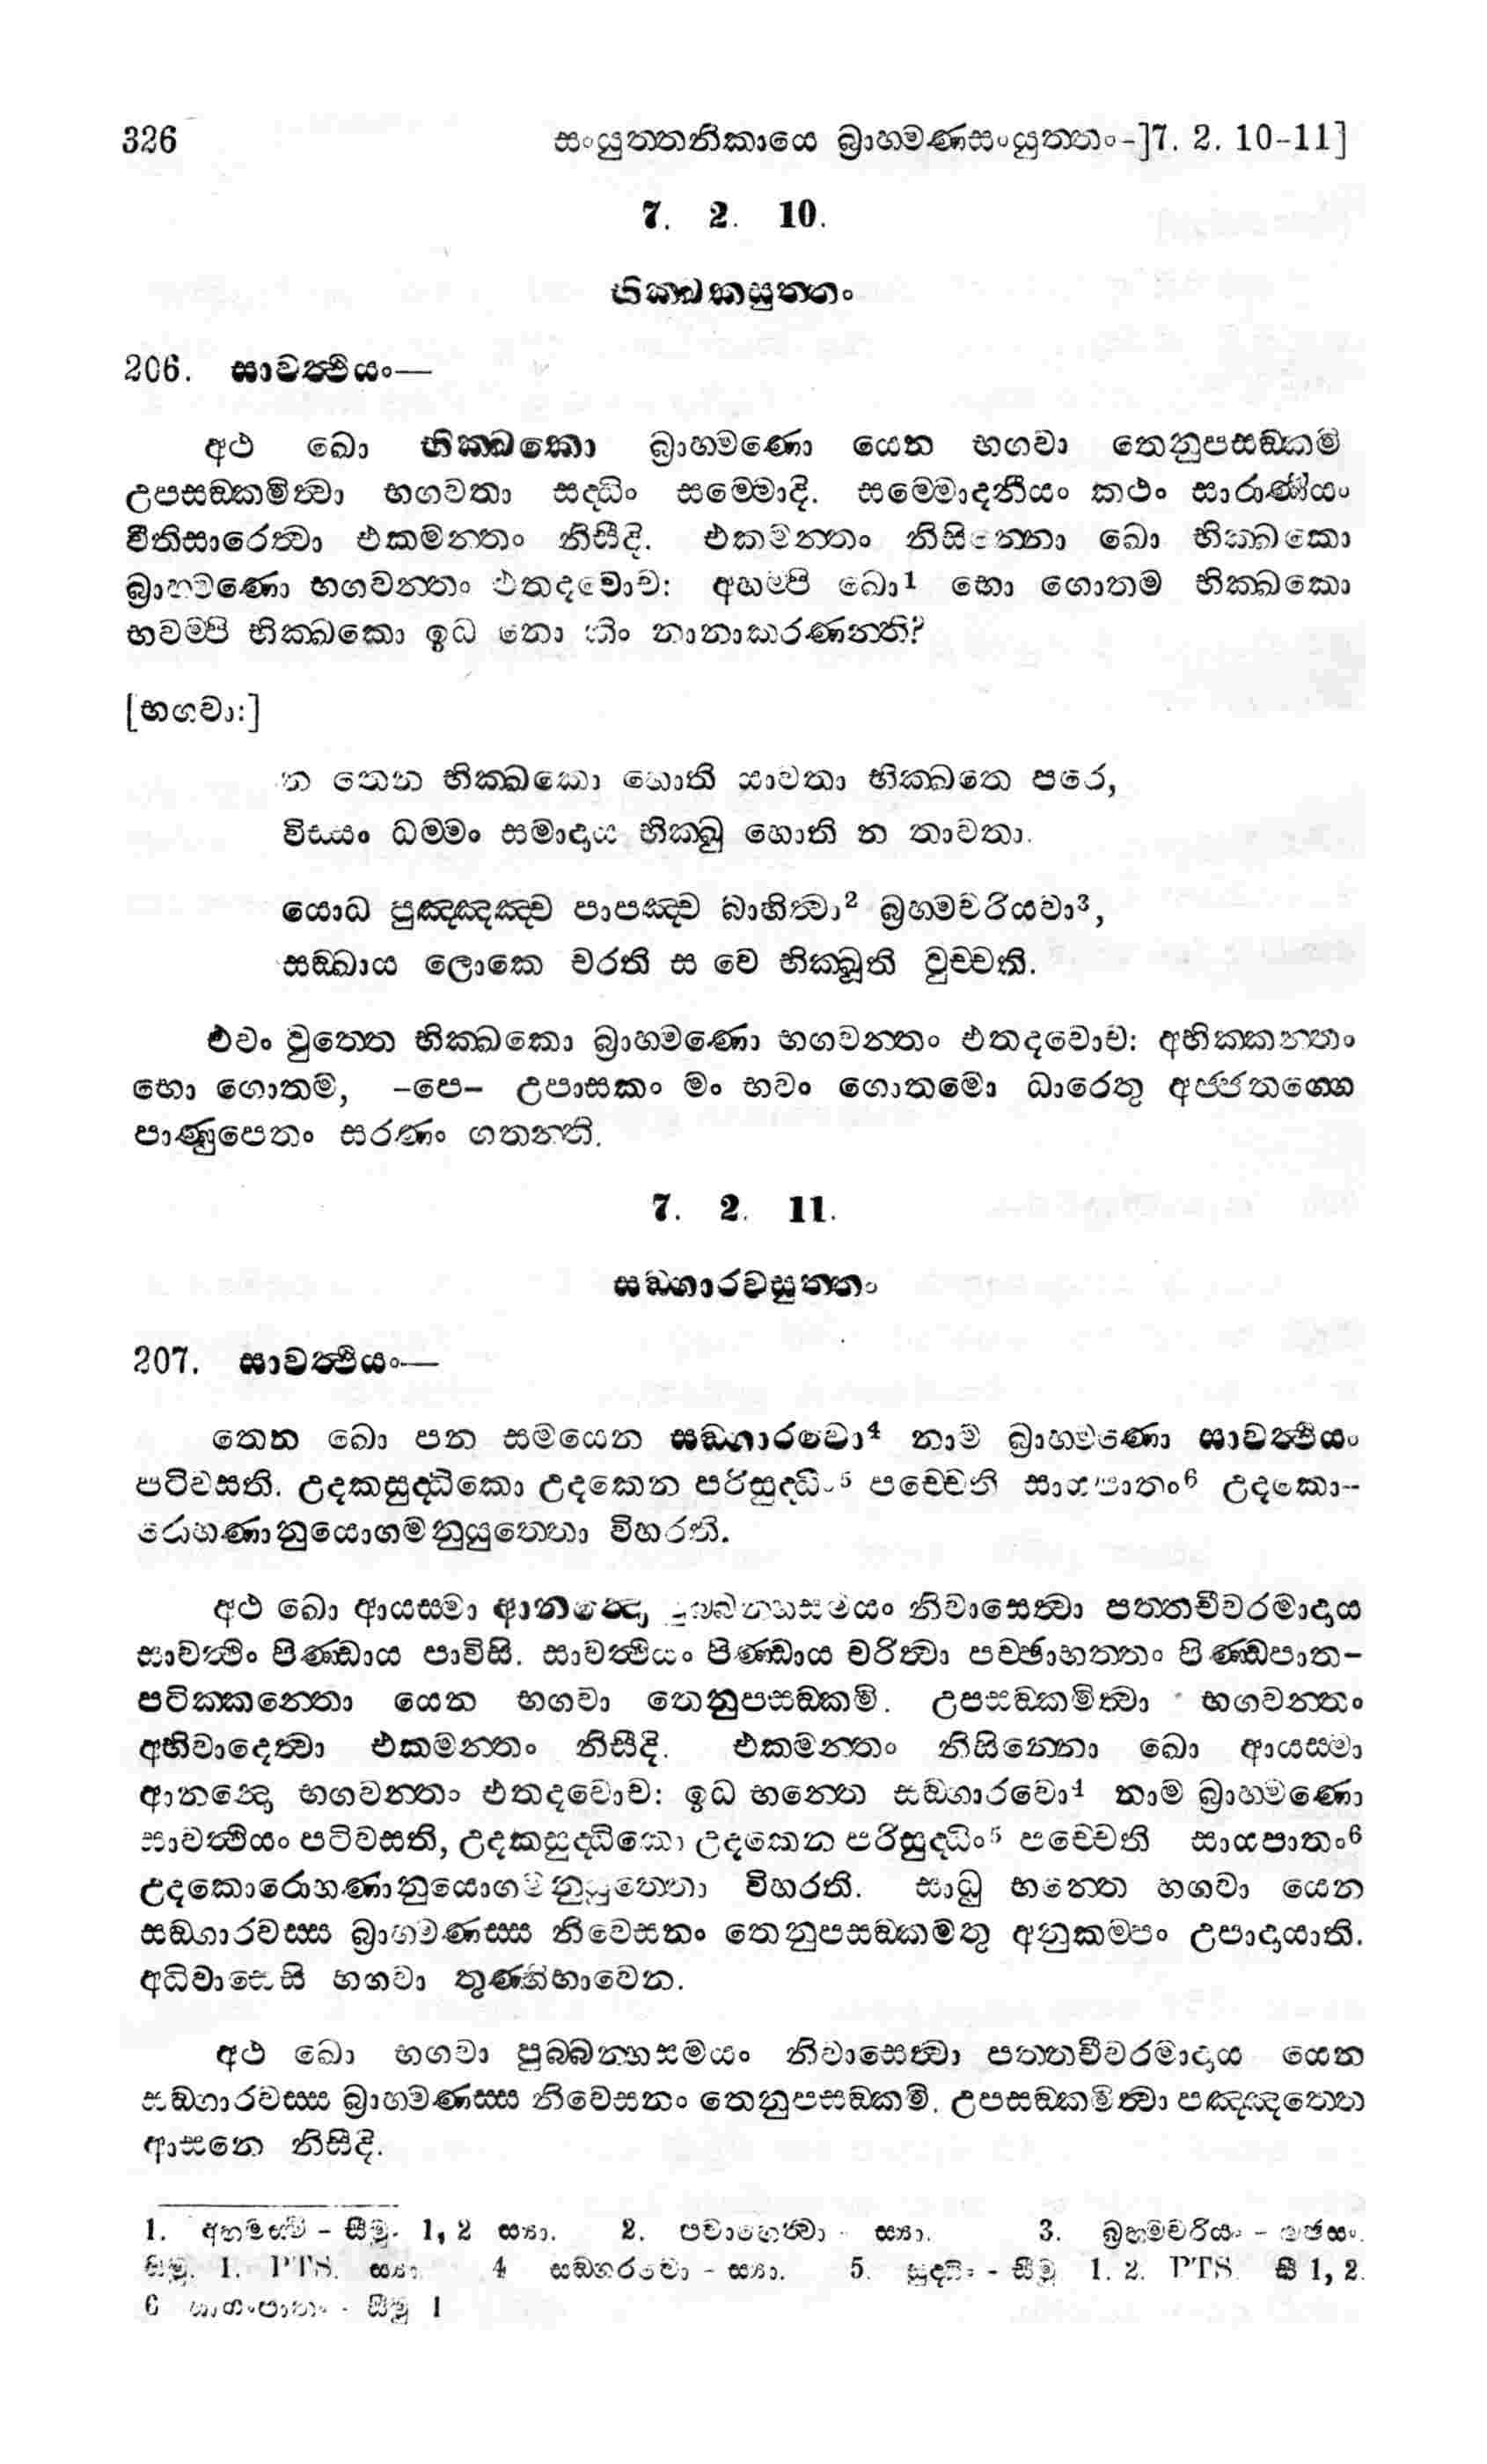 326 සංයුත්තනිකායෙ බ්‍රාහ්මණසංයුත්තං-]7. 2. 10-11]
7. 2. 10.
භික්ඛකසුත්තං
206. සාවත්ථියං—
අථ ඛො භික්ඛකො බ්‍රාහ්මණො යෙන භගවා තෙනුපසඞ්කමි
උපසඞ්කමිත්වා භගවතා සද්ධිං සම්මොදි. සම්මොදනීයං කථං සාරාණීයං
වීතිසාරෙත්වා එකමන්තං නිසීදි. එකමන්තං නිසින්නො ඛො භික්ඛකො
බ්‍රාහ්මණො භගවන්තං එතදවොච: අහම්පි ඛො1 භො ගොතම භික්ඛකො
භවම්පි භික්ඛකො ඉධ නො කිං නානාකරණන්ති?
[භගවා:]
න තෙන භික්ඛකො හොති යාවතා භික්ඛතෙ පරෙ,
විස්සං ධම්මං සමාදාය භික්ඛු හොති න තාවතා.
යොධ පුඤ්ඤඤ්ච පාපඤ්ච බාහිත්වා2 බ්‍රහ්මචරියවා3,
සඞ්ඛාය ලොකෙ චරති ස වෙ භික්ඛූති වුච්චති.
එවං වුත්තෙ භික්ඛකො බ්‍රාහ්මණො භගවන්තං එතදවොච: අභික්කන්තං
භො ගොතම, -පෙ- උපාසකං මං භවං ගොතමො ධාරෙතු අජ්ජතග්ගෙ
පාණුපෙතං සරණං ගතන්ති.
7. 2. 11.
සඞ්ගාරවසුත්තං
207. සාවත්ථියං—
තෙන ඛො පන සමයෙන සඞ්ගාරවො4 නාම බ්‍රාහ්මණො සාවත්ථියං
පටිවසති. උදකසුද්ධිකො උදකෙන පරිසුද්ධිං5 පච්චෙති සායපාතං6 උදකො-
රොහණානුයොගමනුයුත්තො විහරති.
අථ ඛො ආයස්මා ආනන්දො පුබ්බන්හසමයං නිවාසෙත්වා පත්තචීවරමාදාය
සාවත්ථිං පිණ්ඩාය පාවිසි. සාවත්ථියං පිණ්ඩාය චරිත්වා පච්ඡාභත්තං පිණ්ඩපාත-
පටික්කන්තො යෙන භගවා තෙනුපසඞ්කමි. උපසඞ්කමිත්වා භගවන්තං
අභිවාදෙත්වා එකමන්තං නිසීදි. එකමන්තං නිසින්නො ඛො ආයස්මා
ආනන්දො භගවන්තං එතදවොච: ඉධ භන්තෙ සඞ්ගාරවො4 නාම බ්‍රාහ්මණො
සාවත්ථියං පටිවසති, උදකසුද්ධිකො උදකෙන පරිසුද්ධිං5 පච්චෙති සායපාතං6
උදකොරොහණානුයොගමනුයුත්තො විහරති. සාධු භන්තෙ භගවා යෙන
සඞ්ගාරවස්ස බ්‍රාහ්මණස්ස නිවෙසනං තෙනුපසඞ්කමතු අනුකම්පං උපාදායාති.
අධිවාසෙසි භගවා තුණ්හීභාවෙන.
අථ ඛො භගවා පුබ්බන්හසමයං නිවාසෙත්වා පත්තචීවරමාදාය යෙන
සඞ්ගාරවස්ස බ්‍රාහ්මණස්ස නිවෙසනං තෙනුපසඞ්කමි. උපසඞ්කමිත්වා පඤ්ඤත්තෙ
ආසනෙ නිසීදි.
1. - සීමු. 1, 2 ස්‍යා. 2. පවාහෙත්වා - ස්‍යා. 3. බ්‍රහ්මචරියං - මඡසං.
සීමු. 1. PTS. ස්‍යා. 4 සඞ්ගරවො - ස්‍යා. 5. සුද්ධිං - සීමු 1. 2. PTS. සී 1, 2.
6 සායංපාතං - සීමු 1